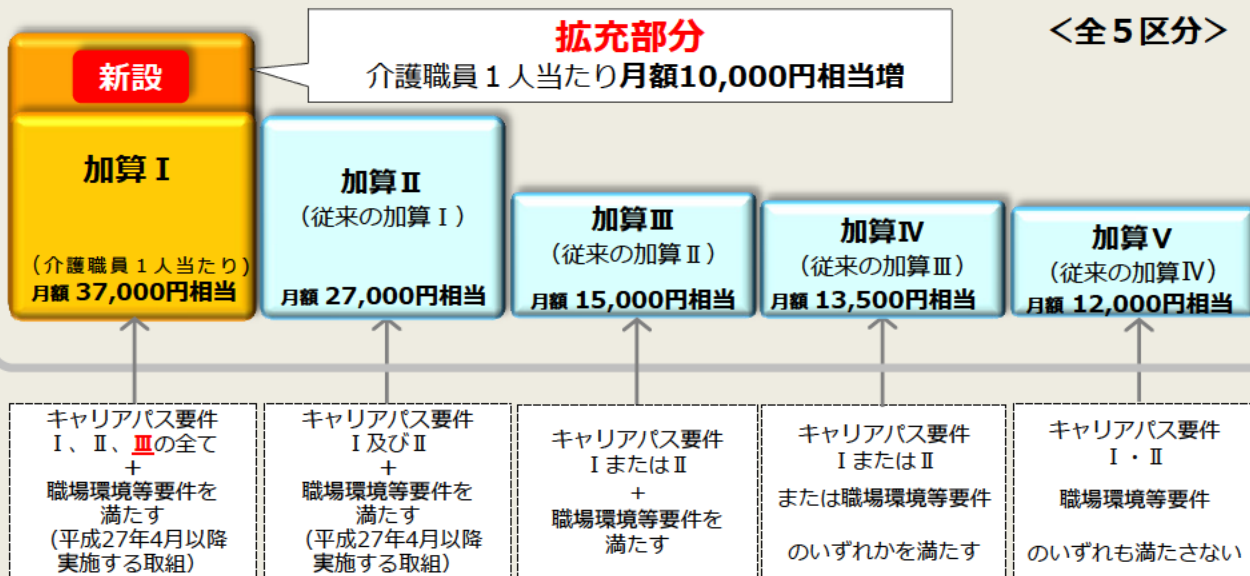 <全5区分>
拡充部分
介護職員1人当たり月額10,000円相当増
新設
加算Ⅰ
(介護職員1人当たり)
月額 37,000円相当
加算Ⅱ
(従来の加算Ⅰ)
月額 27,000円相当
加算Ⅲ
(従来の加算Ⅱ)
月額 15,000円相当
加算Ⅳ
(従来の加算Ⅲ)
月額 13,500円相当
加算Ⅴ
(従来の加算Ⅳ)
月額 12,000円相当
キャリアパス要件
Ⅰ、Ⅱ、Ⅲの全て
+
職場環境等要件を
満たす
(平成27年4月以降
実施する取組)
キャリアパス要件
Ⅰ及びⅡ
+
職場環境等要件を
満たす
(平成27年4月以降
実施する取組)
キャリアパス要件
ⅠまたはⅡ
+
職場環境等要件を
満たす
キャリアパス要件
ⅠまたはⅡ
または職場環境等要件
のいずれかを満たす
キャリアパス要件
Ⅰ・Ⅱ
職場環境等要件
のいずれも満たさない